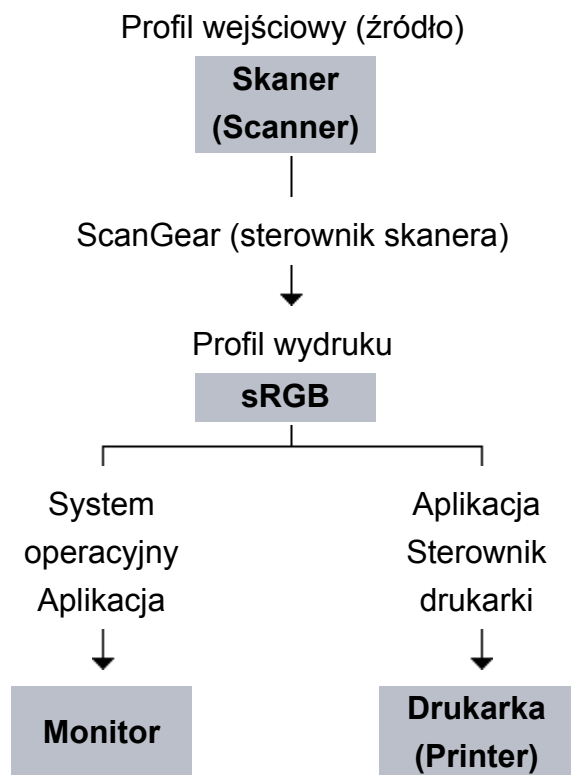 Profil wejściowy (źródło)
Skaner
(Scanner)
ScanGear (sterownik skanera)
Profil wydruku
sRGB
System
operacyjny
Aplikacja
Aplikacja
Sterownik
drukarki
Monitor
Drukarka
(Printer)